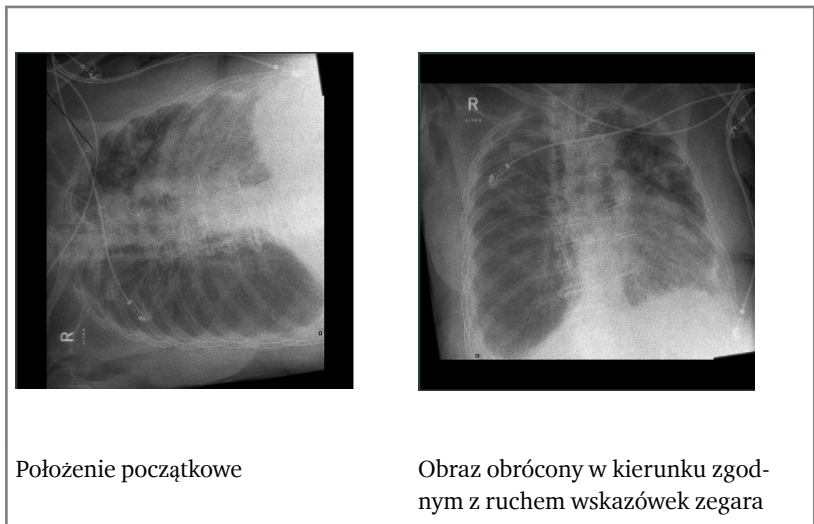 R
R
Położenie początkowe
Obraz obrócony w kierunku zgod-
nym z ruchem wskazówek zegara